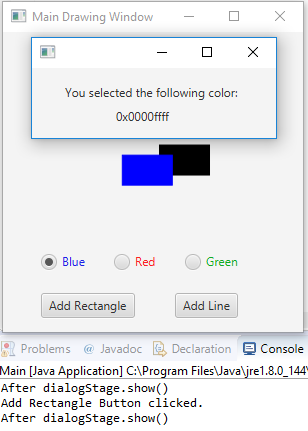 Main Drawing Window
You selected the following color:
0x0000ffff
Blue Red Green
Add Rectangle Add Line
Problems @ Javadoc Declaration Console
Main [Java Application] C:\Program Files\Java\jre1.8.0_144\
After dialogStage.show()
Add Rectangle Button clicked.
After dialogStage.show()